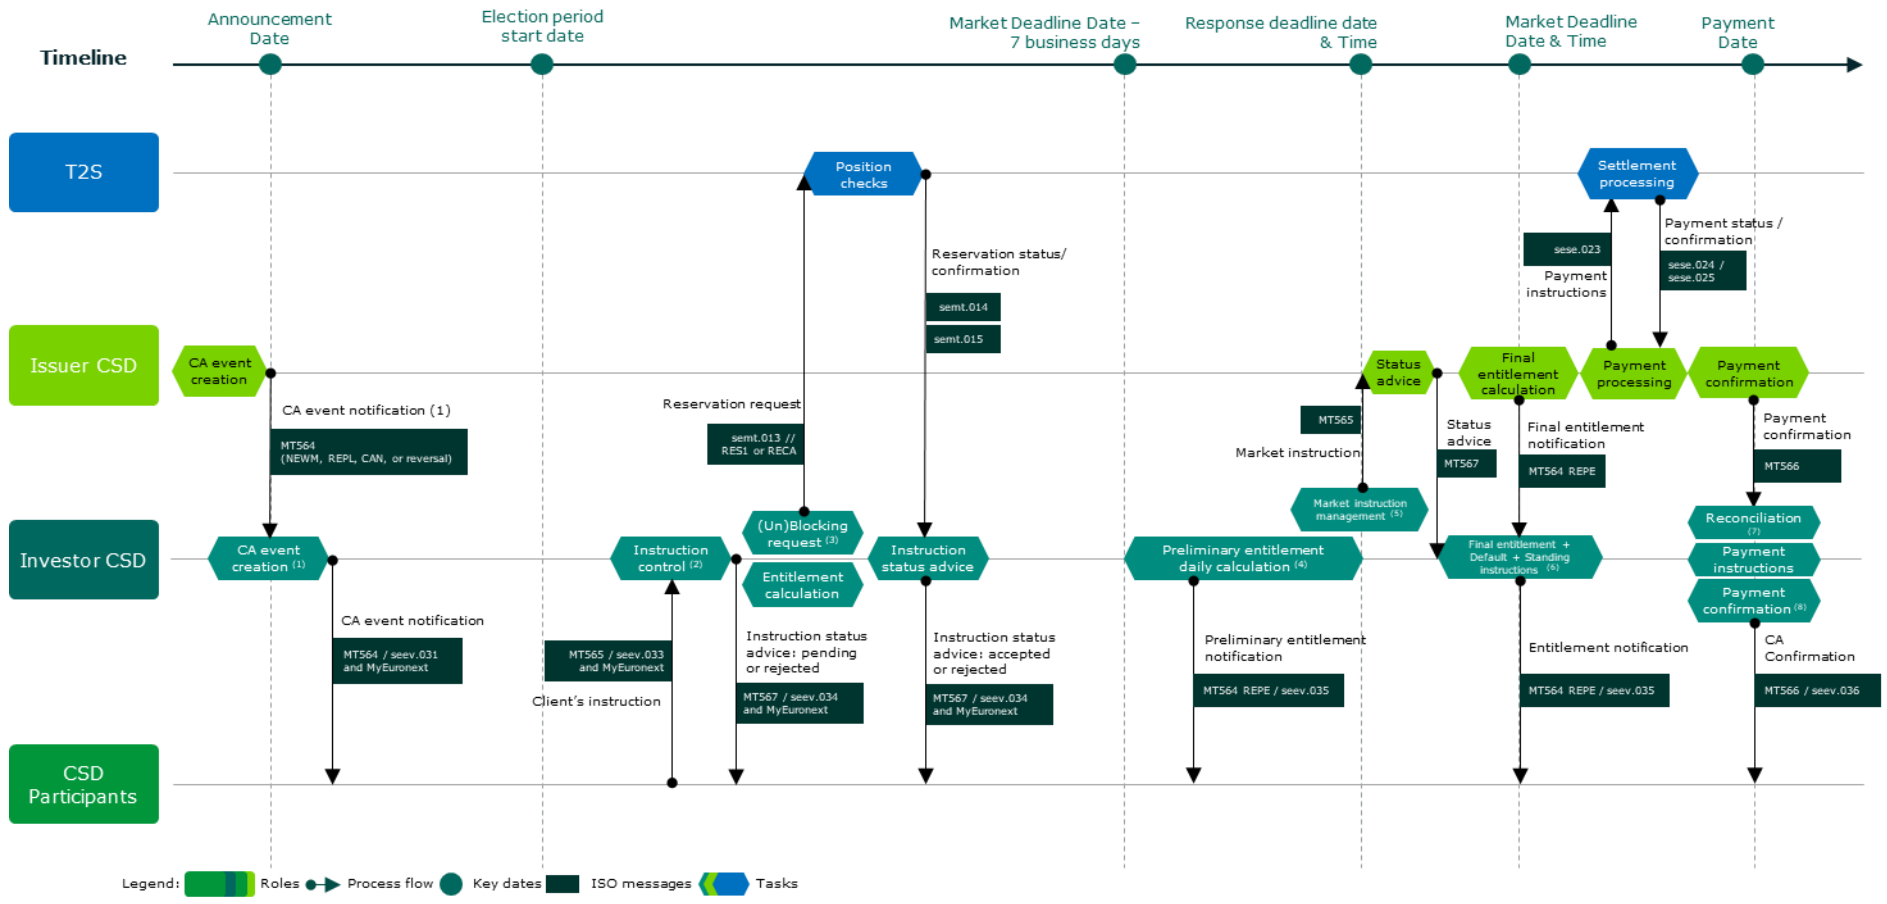 Timeline
Announcement
Date
Election period
start date
Market Deadline Date –
7 business days
Response deadline date
& Time
Market Deadline
Date & Time
Payment
Date
T2S
Position
checks
Settlement
processing
Reservation status/
confirmation
semt.014
semt.015
sese.023
Payment
instructions
Payment status /
confirmation
sese.024 /
sese.025
Issuer CSD
CA event
creation
Status
advice
Final
entitlement
calculation
Payment
processing
Payment
confirmation
CA event notification (1)
MT564
(NEWM, REPL, CAN, or reversal)
Reservation request
semt.013 //
RES1 or RECA
MT565
Market instruction
Status
advice
MT567
Final entitlement
notification
MT564 REPE
Payment
confirmation
MT566
Investor CSD
CA event
creation (1)
Instruction
control (2)
(Un)Blocking
request (3)
Entitlement
calculation
Instruction
status advice
Preliminary entitlement
daily calculation (4)
Market instruction
management (5)
Final entitlement +
Default + Standing
instructions (6)
Reconciliation
(7)
Payment
instructions
Payment
confirmation (8)
CA event notification
MT564 / seev.031
and MyEuronext
MT565 / seev.033
and MyEuronext
Client’s instruction
Instruction status
advice: pending
or rejected
MT567 / seev.034
and MyEuronext
Instruction status
advice: accepted
or rejected
MT567 / seev.034
and MyEuronext
Preliminary entitlement
notification
MT564 REPE / seev.035
Entitlement notification
MT564 REPE / seev.035
CA
Confirmation
MT566 / seev.036
CSD
Participants
Legend:
Roles
Process flow
Key dates
ISO messages
Tasks